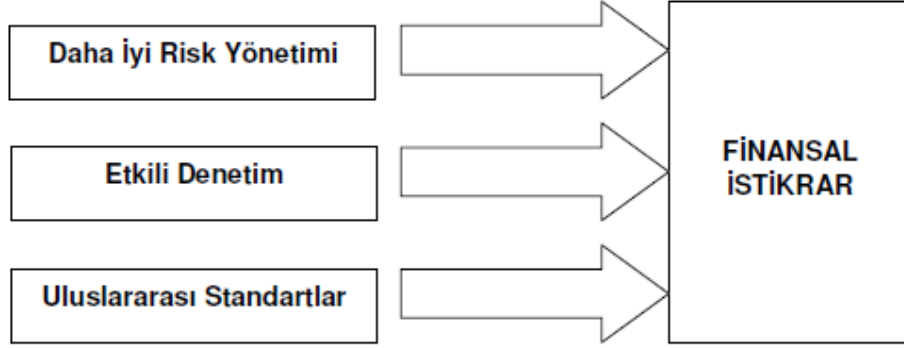 Daha İyi Risk Yönetimi
Etkili Denetim
Uluslararası Standartlar
FİNANSAL
İSTİKRAR